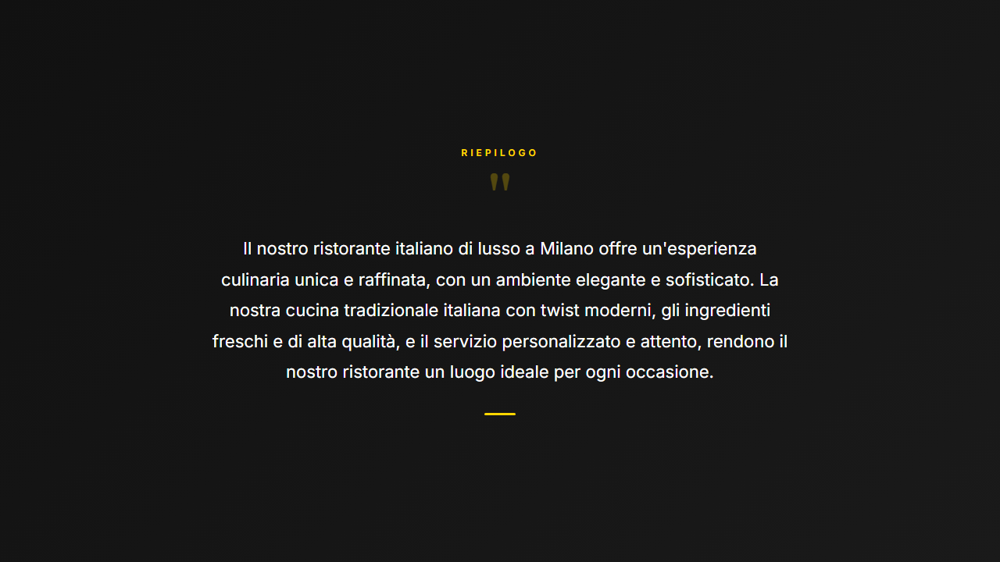 RIEPILOGO
"
Il nostro ristorante italiano di lusso a Milano offre un'esperienza
culinaria unica e raffinata, con un ambiente elegante e sofisticato. La
nostra cucina tradizionale italiana con twist moderni, gli ingredienti
freschi e di alta qualità, e il servizio personalizzato e attento, rendono il
nostro ristorante un luogo ideale per ogni occasione.